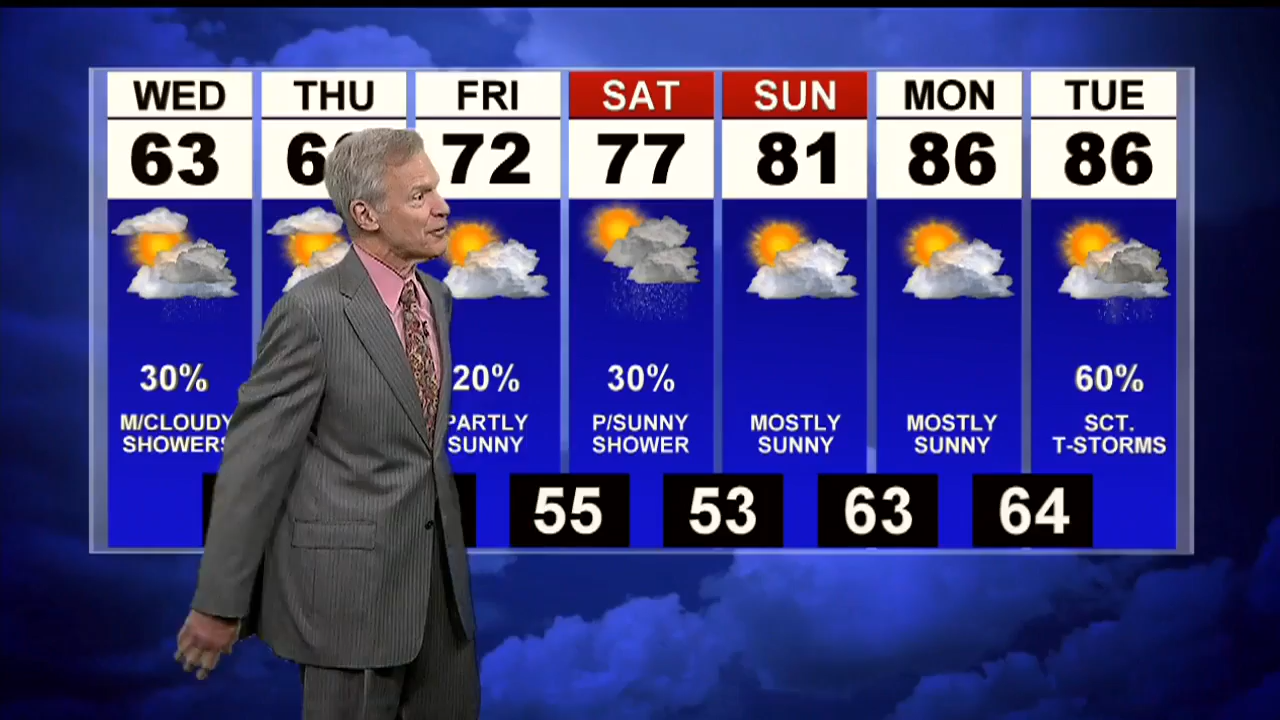 WED THU FRI SAT SUN MON TUE
63 72 77 81 86 86
30% 20% 30% 60%
M/CLOUDY PARTLY P/SUNNY MOSTLY MOSTLY SCT.
SHOWERS SUNNY SHOWER SUNNY SUNNY T-STORMS
55 53 63 64